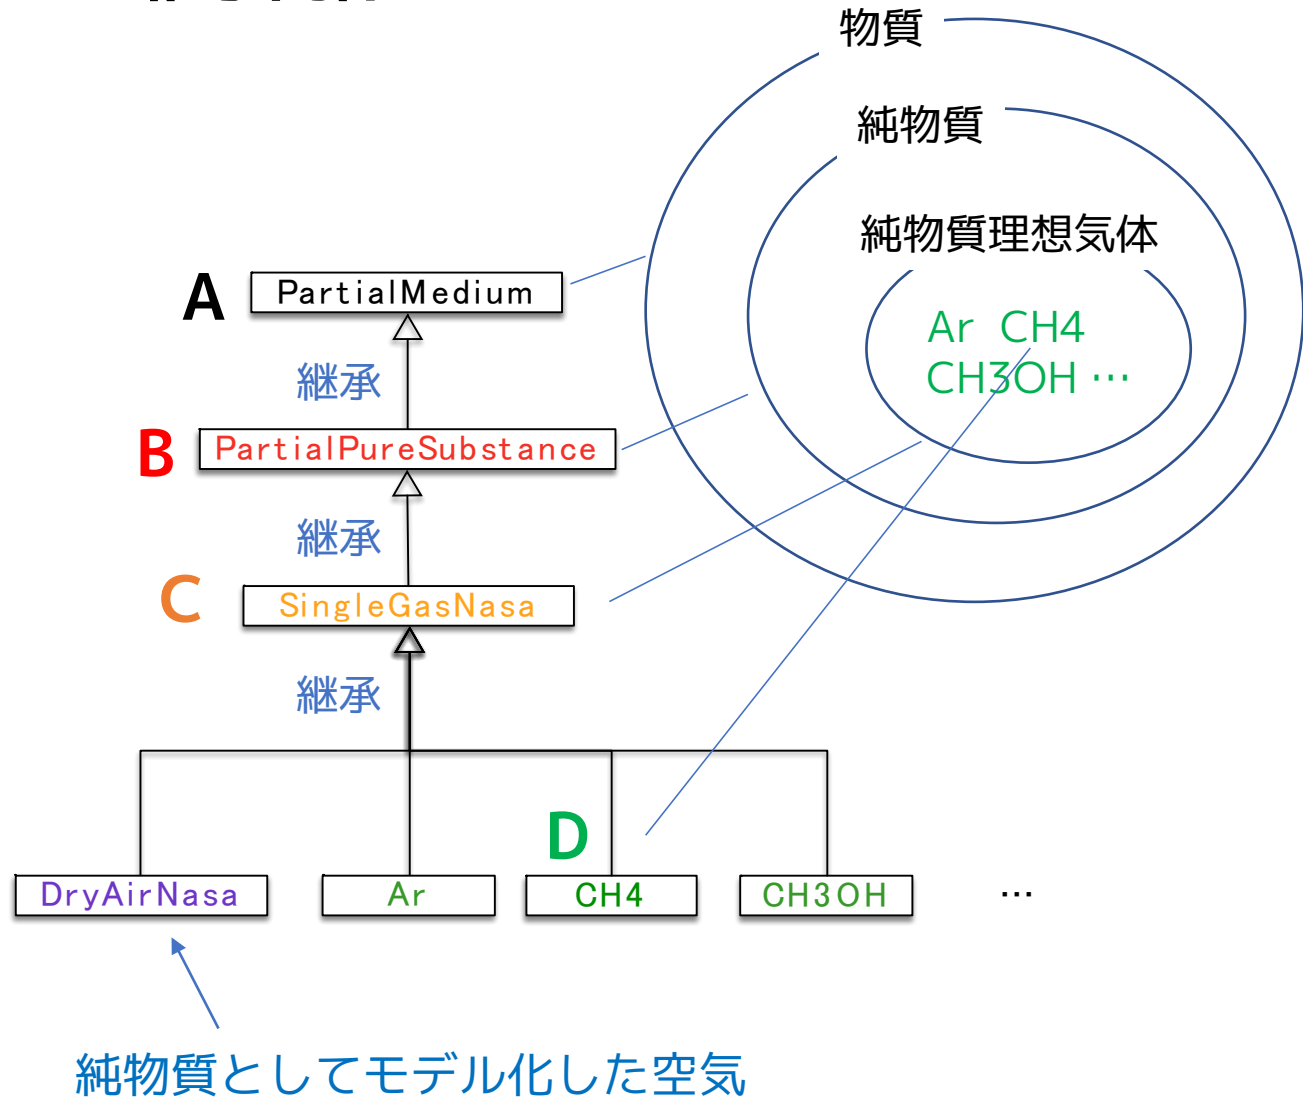 物質
純物質
純物質理想気体
Ar CH4
CH3OH …
A PartialMedium
継承
B PartialPureSubstance
継承
C SingleGasNasa
継承
D
DryAirNasa Ar CH4 CH3OH …
純物質としてモデル化した空気